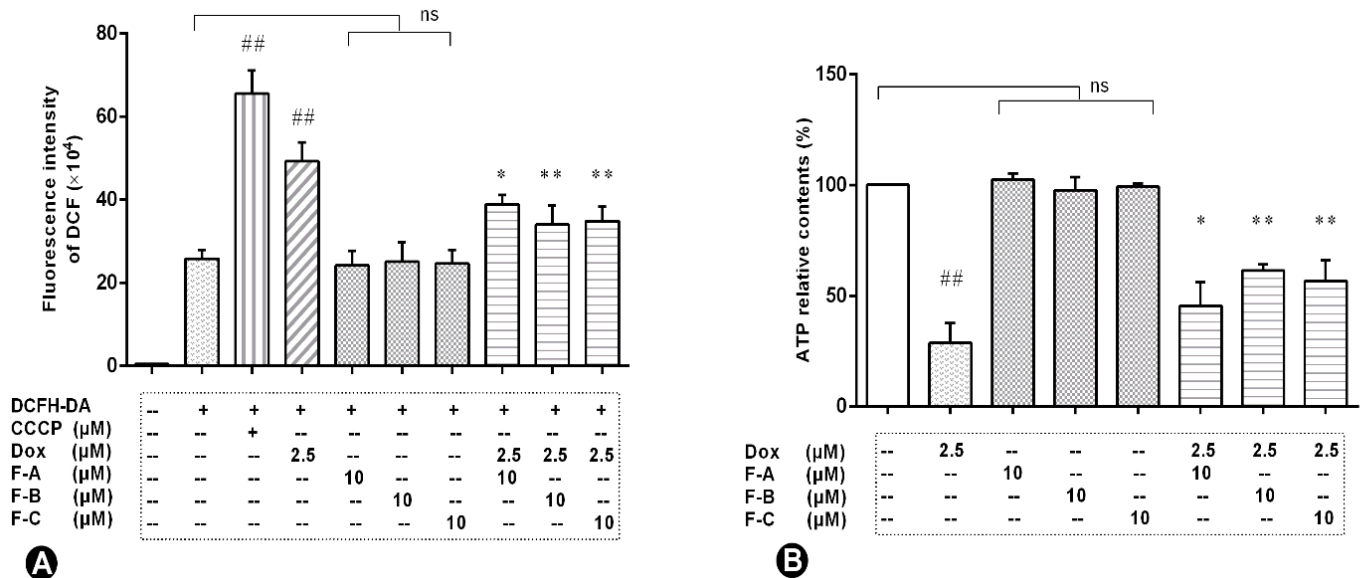 ns
80
##
60
##
40
* ** **
20
0
Fluorescence intensity
of DCF (×10⁴)
DCFH-DA -- + + + + + + + + +
CCCP (µM) -- -- + -- -- -- -- -- -- --
Dox (µM) -- -- -- 2.5 -- -- -- 2.5 2.5 2.5
F-A (µM) -- -- -- -- 10 -- -- 10 -- --
F-B (µM) -- -- -- -- -- 10 -- -- 10 --
F-C (µM) -- -- -- -- -- -- 10 -- -- 10
A
150
ns
100
* ** **
50
##
0
ATP relative contents (%)
Dox (µM) -- 2.5 -- -- -- 2.5 2.5 2.5
F-A (µM) -- -- 10 -- -- 10 -- --
F-B (µM) -- -- -- 10 -- -- 10 --
F-C (µM) -- -- -- -- 10 -- -- 10
B